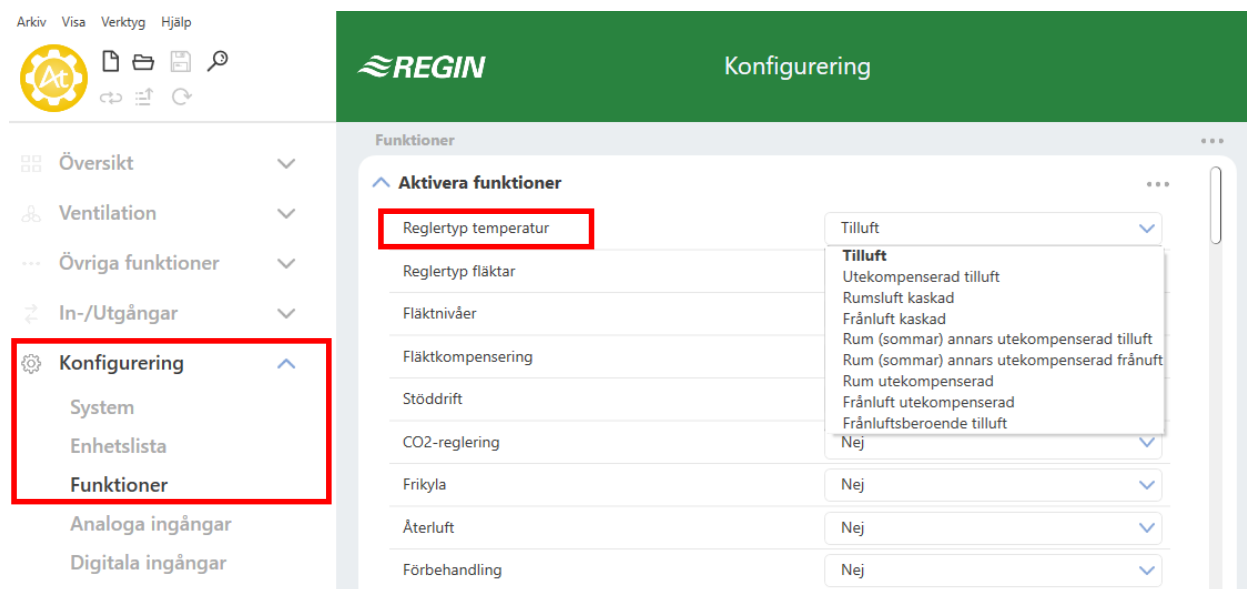 Arkiv Visa Verktyg Hjälp
At
REGIN
Konfigurering
Översikt
Ventilation
Övriga funktioner
In-/Utgångar
Konfigurering
System
Enhetslista
Funktioner
Analoga ingångar
Digitala ingångar
Funktioner
Aktivera funktioner
Reglertyp temperatur Tilluft
Tilluft
Utekompenserad tilluft
Rumsluft kaskad
Frånluft kaskad
Rum (sommar) annars utekompenserad tilluft
Rum (sommar) annars utekompenserad frånuft
Rum utekompenserad
Frånluft utekompenserad
Frånluftsberoende tilluft
Reglertyp fläktar
Fläktnivåer
Fläktkompensering
Stöddrift
CO2-reglering Nej
Frikyla Nej
Återluft Nej
Förbehandling Nej